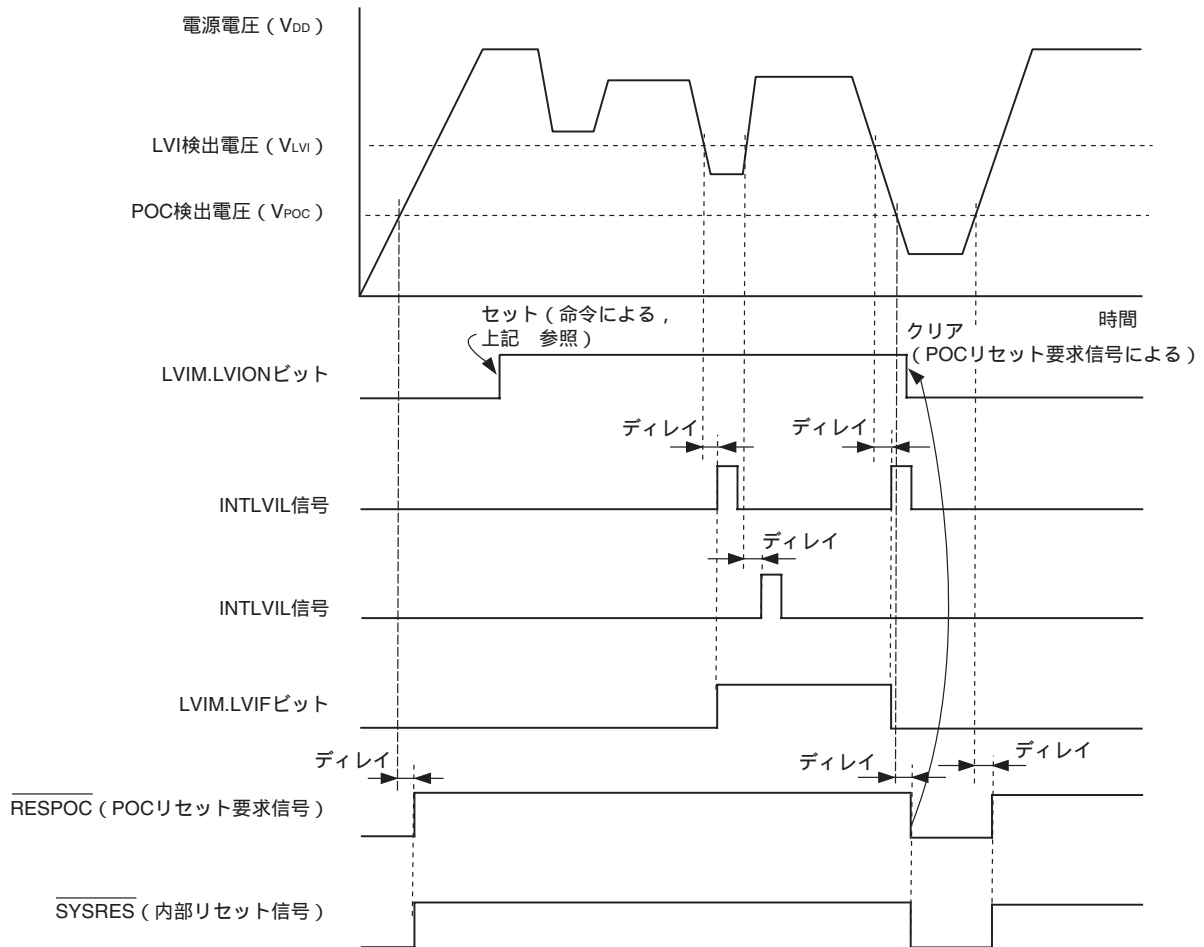 電源電圧（VDD）
LVI検出電圧（VLVI）
POC検出電圧（VPOC）
時間
セット（命令による，
上記　参照）
クリア
（POCリセット要求信号による）
LVIM.LVIONビット
ディレイ
ディレイ
INTLVIL信号
ディレイ
INTLVIL信号
LVIM.LVIFビット
ディレイ
ディレイ
ディレイ
RESPOC（POCリセット要求信号）
SYSRES（内部リセット信号）